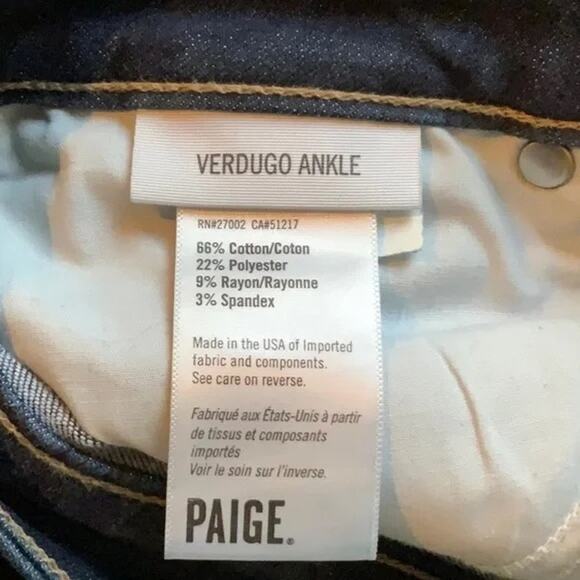 VERDUGO ANKLE
RN#27002 CA#51217
66% Cotton/Coton
22% Polyester
9% Rayon/Rayonne
3% Spandex
Made in the USA of Imported
fabric and components.
See care on reverse.
Fabriqué aux États-Unis à partir
de tissus et composants
importés
Voir le soin sur l'inverse.
PAIGE®